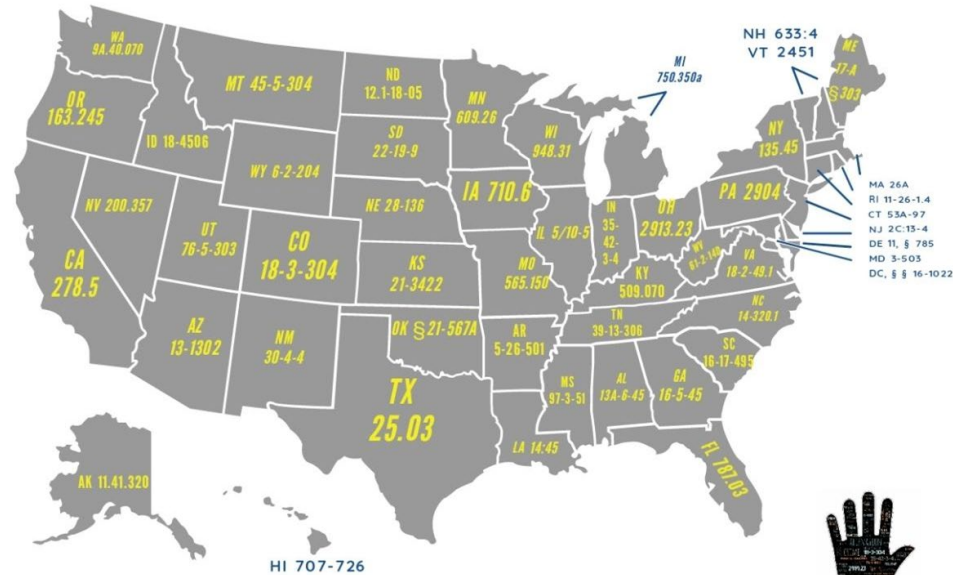 WA
9A.40.070
OR
163.245
ID 18-4506
MT 45-5-304
ND
12.1-18-05
SD
22-19-9
WY 6-2-204
NE 28-136
MN
609.26
WI
948.31
MI
750.350a
NH 633:4
VT 2451
ME
17-A
§303
NY
135.45
PA 2904
MA 26A
RI 11-26-1.4
CT 53A-97
NJ 2C:13-4
DE 11, § 785
MD 3-503
DC, § § 16-1022
IA 710.6
NV 200.357
UT
76-5-303
CO
18-3-304
KS
21-3422
CA
278.5
IL 5/10-5
IN
35-
42-
3-4
OH
2913.23
WV
61-2-14D
VA
18-2-49.1
MO
565.150
KY
509.070
NC
14-320.1
TN
39-13-306
AZ
13-1302
NM
30-4-4
OK §21-567A
AR
5-26-501
SC
16-17-495
MS
97-3-51
AL
13A-6-45
GA
16-5-45
TX
25.03
LA 14:45
FL 787.03
AK 11.41.320
HI 707-726